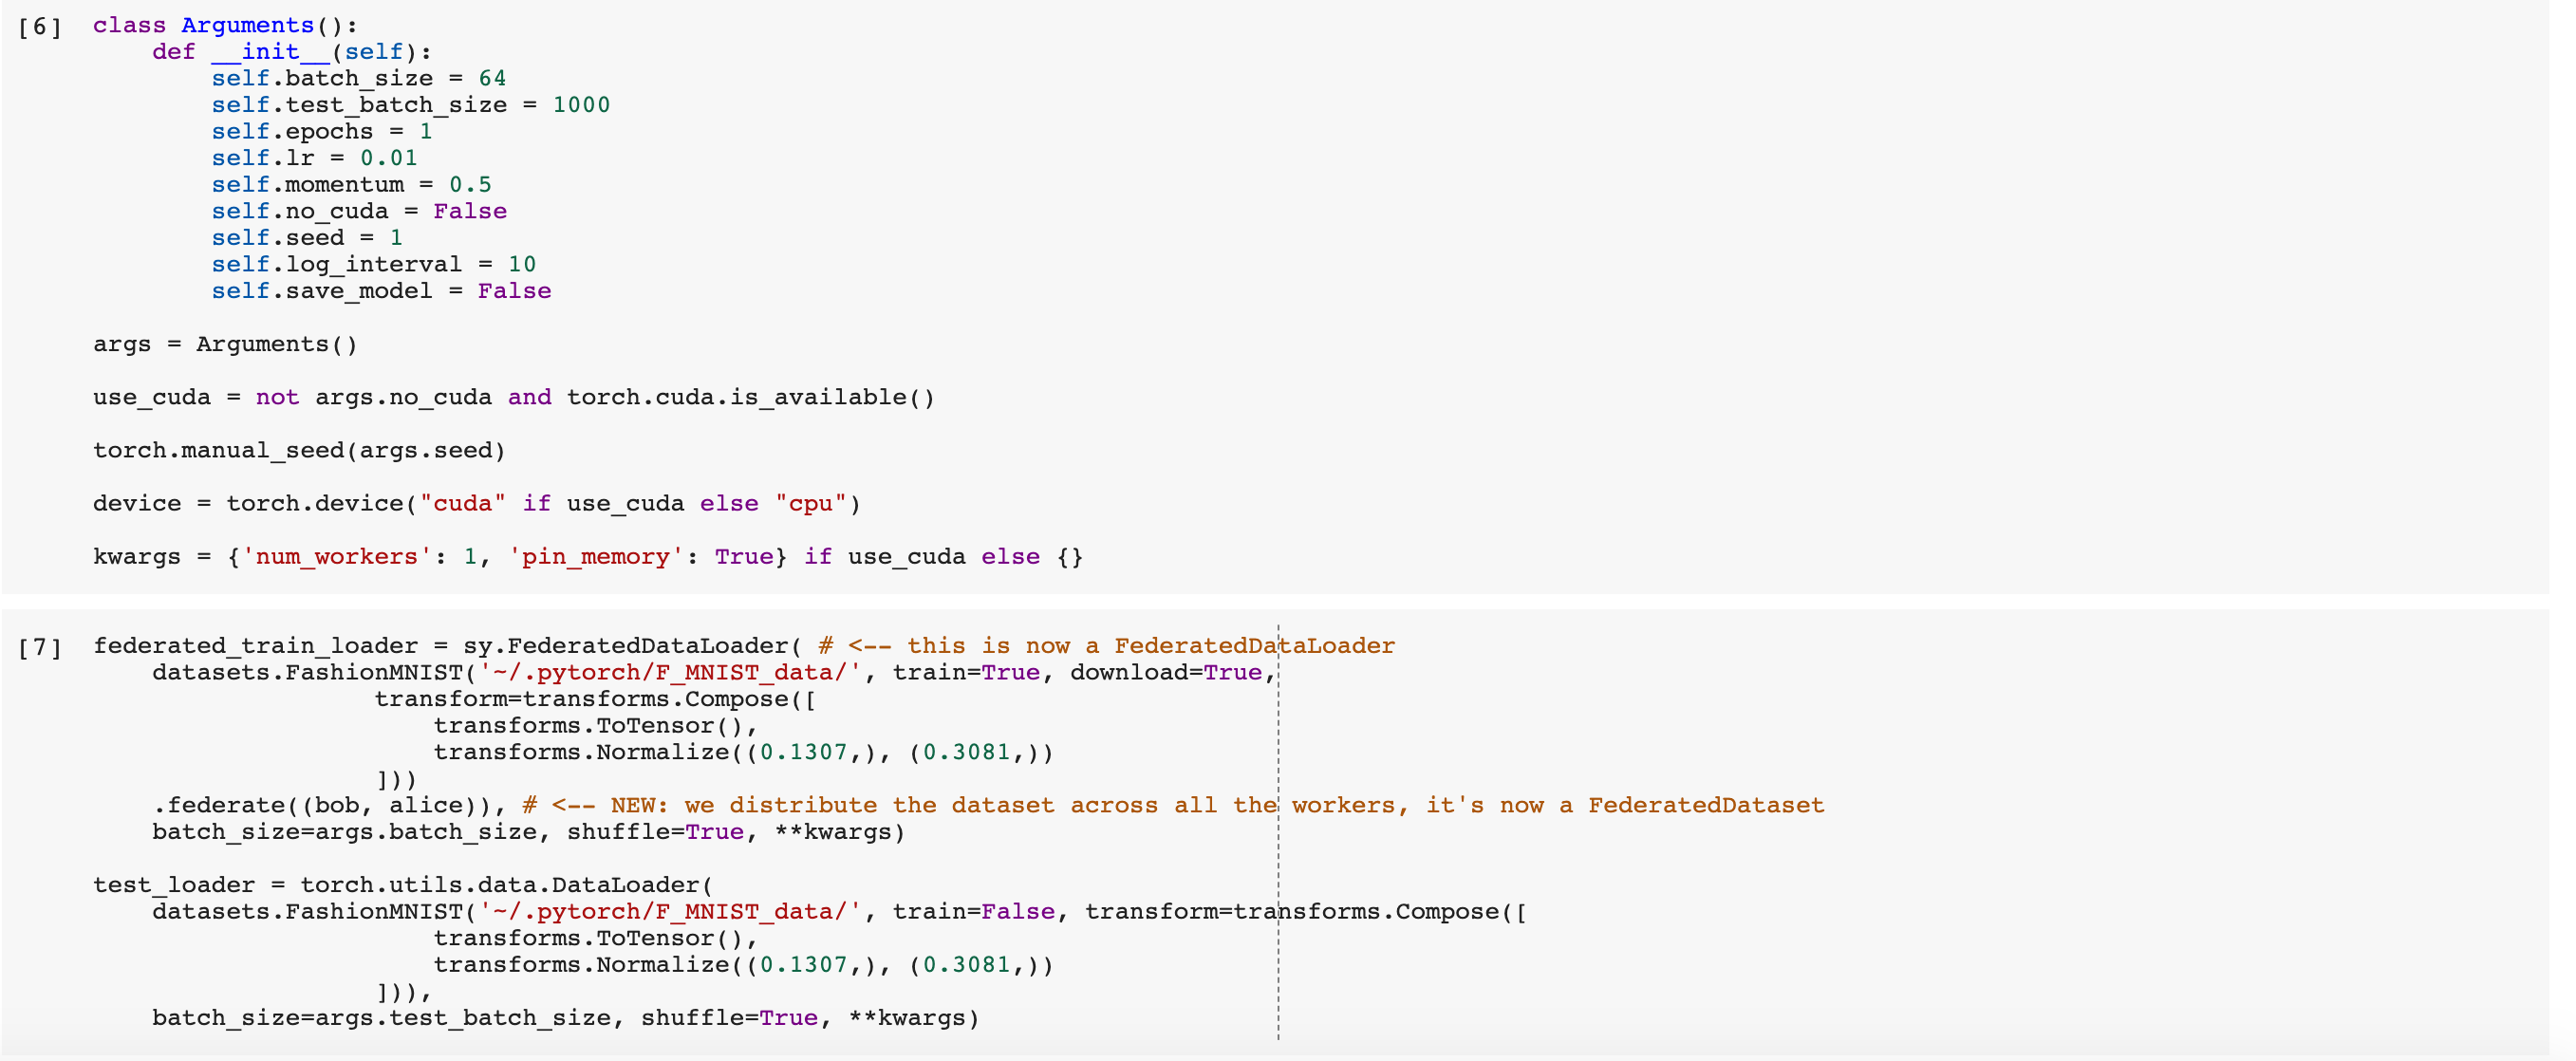 [6] class Arguments():
    def __init__(self):
        self.batch_size = 64
        self.test_batch_size = 1000
        self.epochs = 1
        self.lr = 0.01
        self.momentum = 0.5
        self.no_cuda = False
        self.seed = 1
        self.log_interval = 10
        self.save_model = False
args = Arguments()
use_cuda = not args.no_cuda and torch.cuda.is_available()
torch.manual_seed(args.seed)
device = torch.device("cuda" if use_cuda else "cpu")
kwargs = {'num_workers': 1, 'pin_memory': True} if use_cuda else {}
[7] federated_train_loader = sy.FederatedDataLoader( # <-- this is now a FederatedDataLoader
    datasets.FashionMNIST('~/.pytorch/F_MNIST_data/', train=True, download=True,
                   transform=transforms.Compose([
                       transforms.ToTensor(),
                       transforms.Normalize((0.1307,), (0.3081,))
                   ]))
    .federate((bob, alice)), # <-- NEW: we distribute the dataset across all the workers, it's now a FederatedDataset
    batch_size=args.batch_size, shuffle=True, **kwargs)
test_loader = torch.utils.data.DataLoader(
    datasets.FashionMNIST('~/.pytorch/F_MNIST_data/', train=False, transform=transforms.Compose([
                       transforms.ToTensor(),
                       transforms.Normalize((0.1307,), (0.3081,))
                   ])),
    batch_size=args.test_batch_size, shuffle=True, **kwargs)